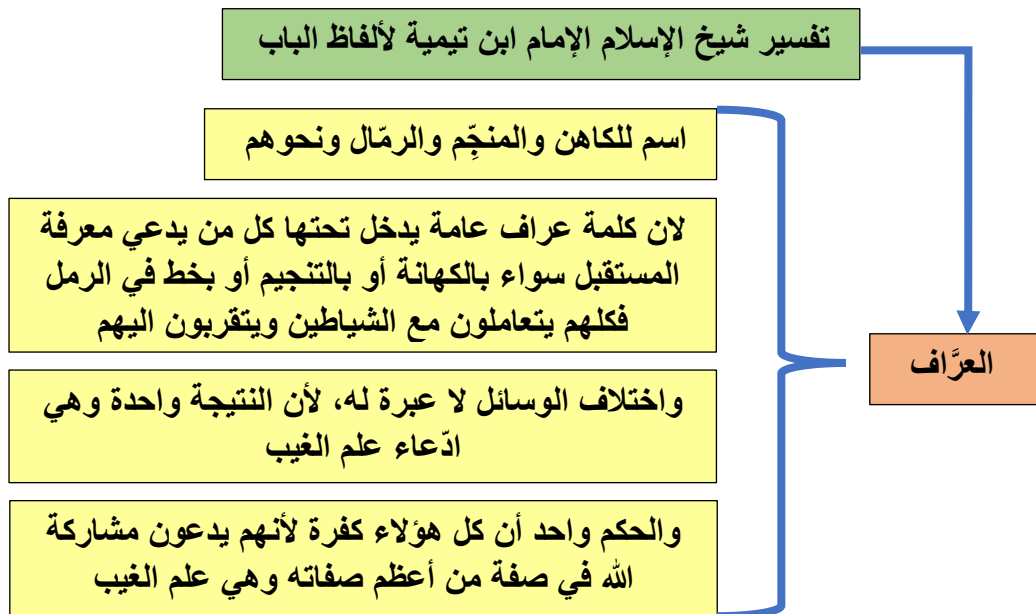 تفسير شيخ الإسلام الإمام ابن تيمية لألفاظ الباب
العرَّاف
اسم للكاهن والمنجِّم والرمّال ونحوهم
لان كلمة عراف عامة يدخل تحتها كل من يدعي معرفة
المستقبل سواء بالكهانة أو بالتنجيم أو بخط في الرمل
فكلهم يتعاملون مع الشياطين ويتقربون اليهم
واختلاف الوسائل لا عبرة له، لأن النتيجة واحدة وهي
ادّعاء علم الغيب
والحكم واحد أن كل هؤلاء كفرة لأنهم يدعون مشاركة
الله في صفة من أعظم صفاته وهي علم الغيب